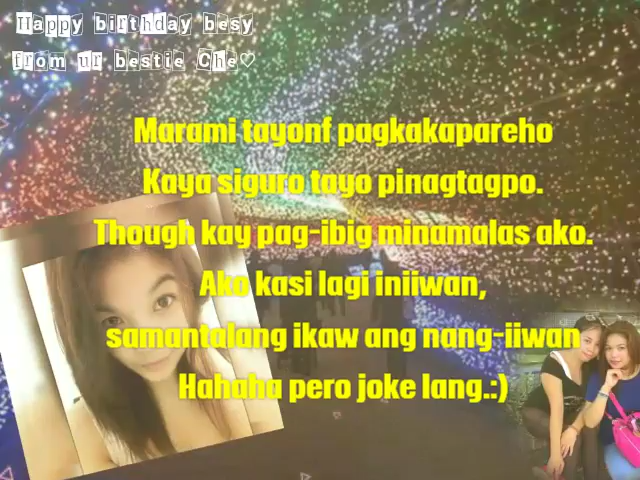 Happy birthday besy
from ur bestie Che♡
Marami tayonf pagkakapareho
Kaya siguro tayo pinagtagpo.
Though kay pag-ibig minamalas ako.
Ako kasi lagi iniiwan,
samantalang ikaw ang nang-iiwan
Hahaha pero joke lang.:)